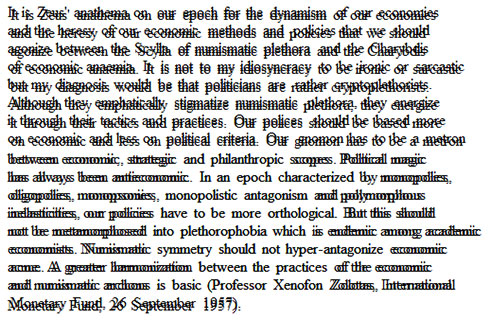 It is Zeus' anathema on our epoch for the dynamism of our economies
and the heresy of our economic methods and policies that we should
agonize between the Scylla of numismatic plethora and the Charybdis
of economic anaemia. It is not to my idiosyncracy to be ironic or sarcastic
but my diagnosis would be that politicians are rather cryptoplethorists.
Although they emphatically stigmatize numismatic plethora, they energize
it through their tactics and practices. Our polices should be based more
on economic and less on political criteria. Our gnomon has to be a metron
between economic, strategic and philanthropic scopes. Political magic
has always been antieconomic. In an epoch characterized by monopolies,
oligopolies, monopsonies, monopolistic antagonism and polymorphous
inelasticities, our policies have to be more orthological. But this should
not be metamorphosed into plethorophobia which is endemic among academic
economists. Numismatic symmetry should not hyper-antagonize economic
acme. A greater harmonization between the practices of the economic
and numismatic archons is basic (Professor Xenofon Zolotas, International
Monetary Fund, 26 September 1957).